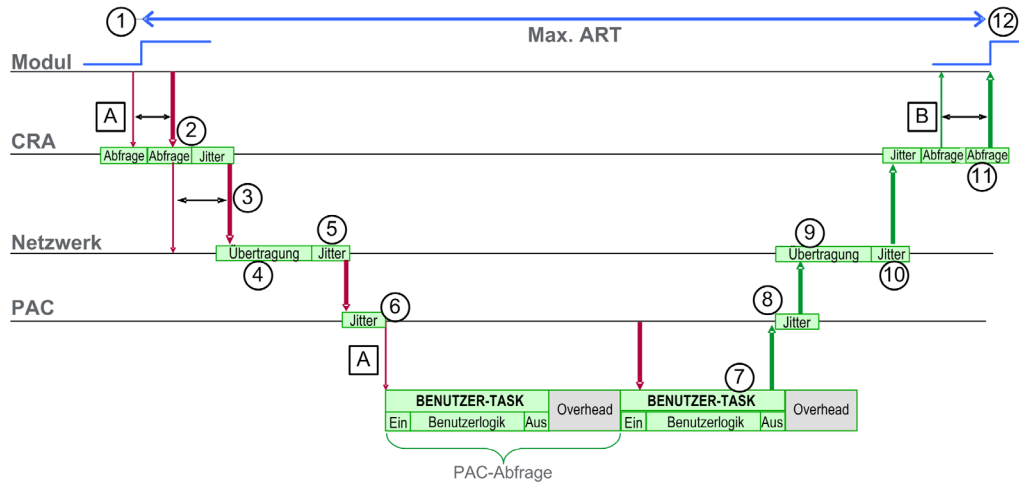 1
12
Max. ART
Modul
A
B
2
CRA
Abfrage
Abfrage
Jitter
Jitter
Abfrage
Abfrage
11
3
5
9
Netzwerk
Übertragung
Jitter
Übertragung
Jitter
4
10
6
8
PAC
Jitter
Jitter
A
7
BENUTZER-TASK
Overhead
BENUTZER-TASK
Overhead
Ein
Benutzerlogik
Aus
Ein
Benutzerlogik
Aus
PAC-Abfrage